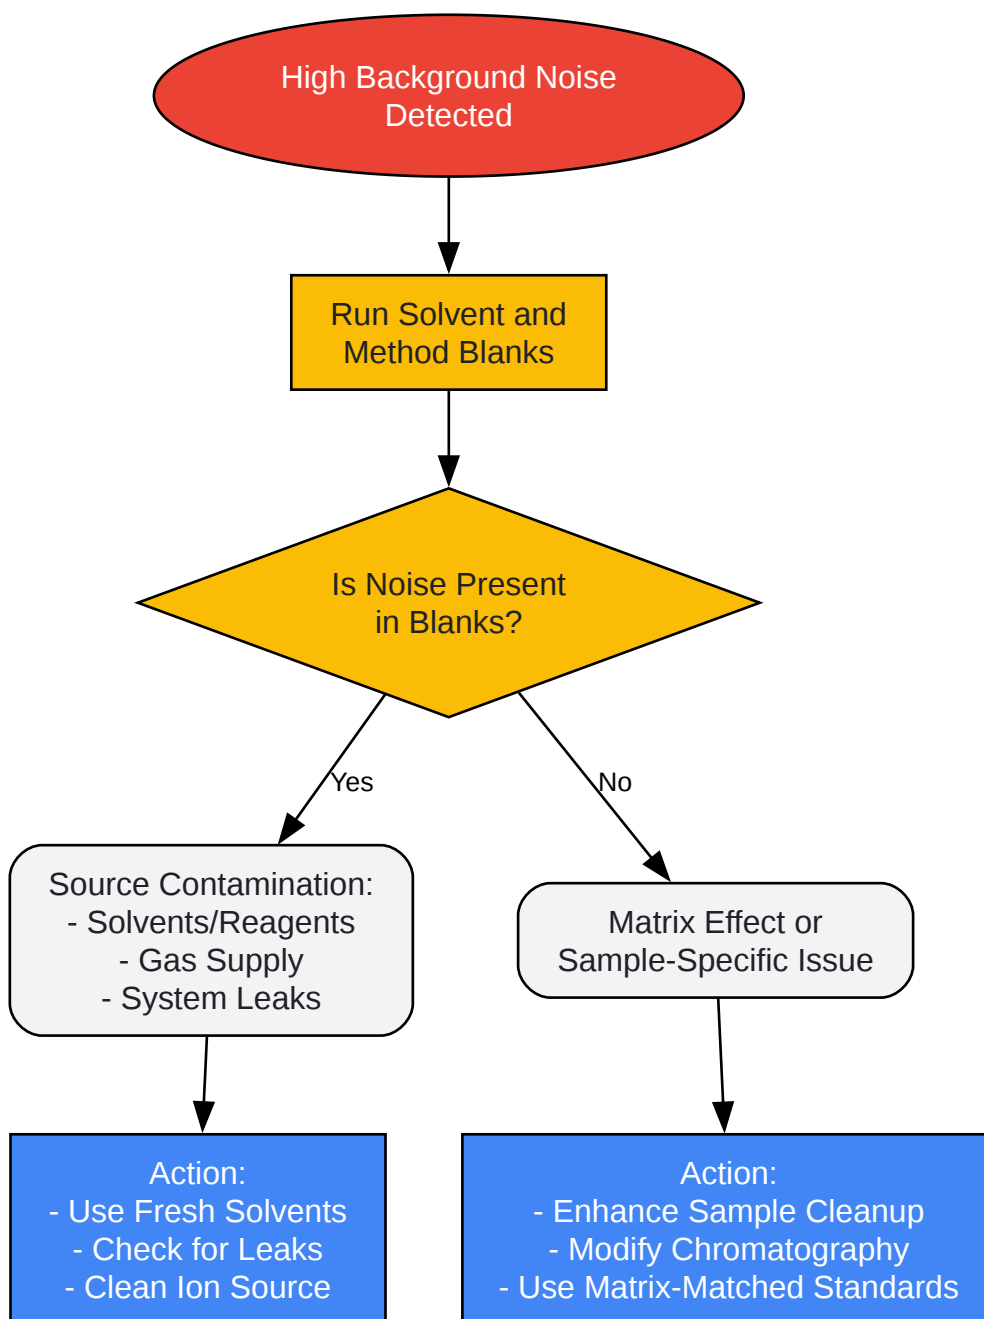 High Background Noise
Detected
Run Solvent and
Method Blanks
Is Noise Present
in Blanks?
Yes
No
Source Contamination:
- Solvents/Reagents
- Gas Supply
- System Leaks
Matrix Effect or
Sample-Specific Issue
Action:
- Use Fresh Solvents
- Check for Leaks
- Clean Ion Source
Action:
- Enhance Sample Cleanup
- Modify Chromatography
- Use Matrix-Matched Standards